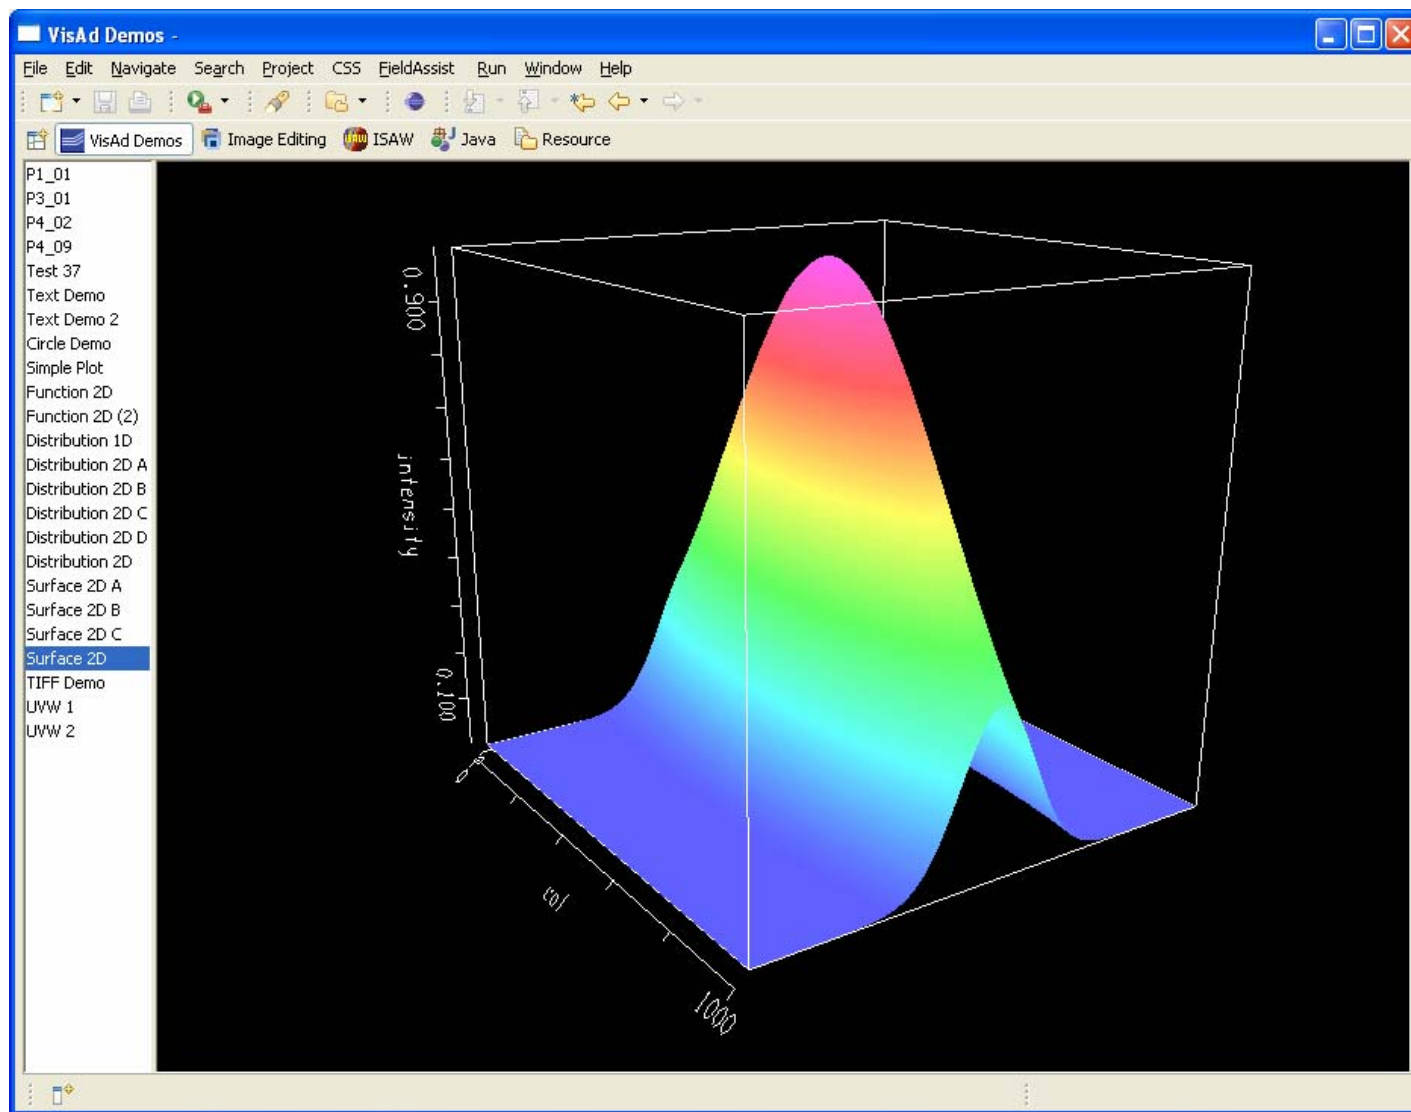 VisAd Demos -
File Edit Navigate Search Project CSS FieldAssist Run Window Help
VisAd Demos Image Editing ISAW Java Resource
P1_01
P3_01
P4_02
P4_09
Test 37
Text Demo
Text Demo 2
Circle Demo
Simple Plot
Function 2D
Function 2D (2)
Distribution 1D
Distribution 2D A
Distribution 2D B
Distribution 2D C
Distribution 2D D
Distribution 2D
Surface 2D A
Surface 2D B
Surface 2D C
Surface 2D
TIFF Demo
UVW 1
UVW 2
0.900
intensity
0.100
0
1000